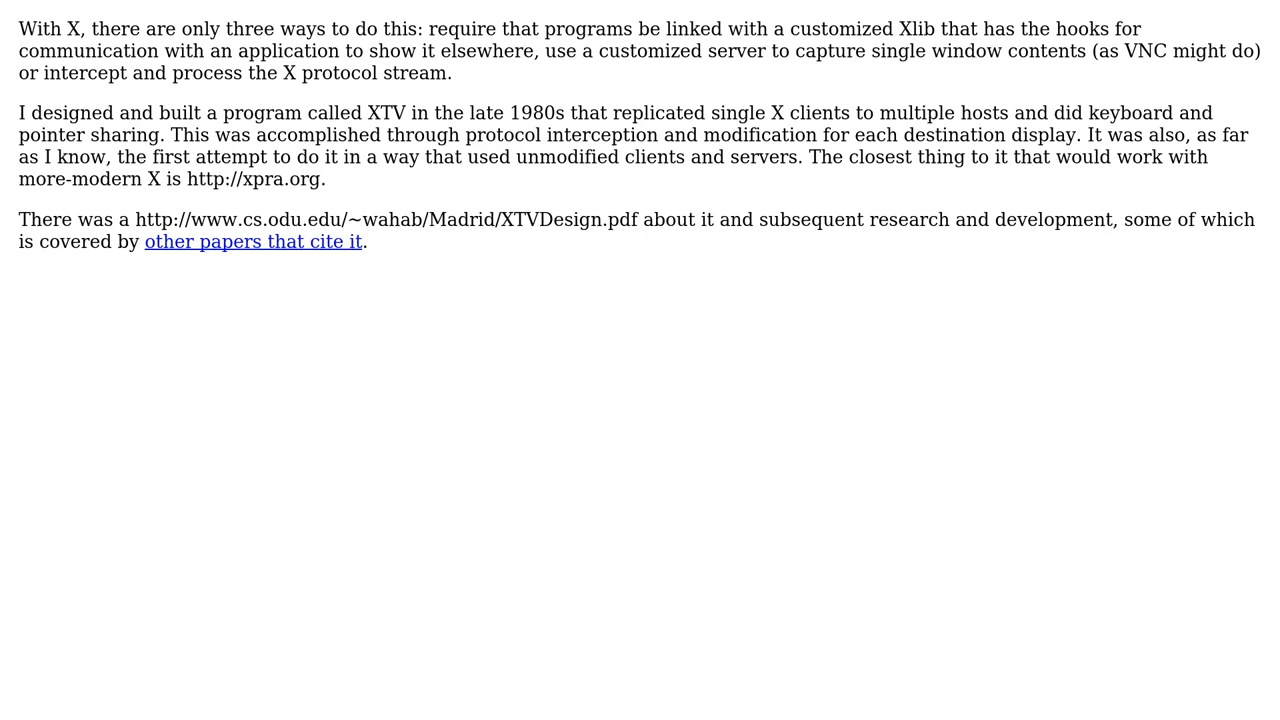 With X, there are only three ways to do this: require that programs be linked with a customized Xlib that has the hooks for
communication with an application to show it elsewhere, use a customized server to capture single window contents (as VNC might do)
or intercept and process the X protocol stream.
I designed and built a program called XTV in the late 1980s that replicated single X clients to multiple hosts and did keyboard and
pointer sharing. This was accomplished through protocol interception and modification for each destination display. It was also, as far
as I know, the first attempt to do it in a way that used unmodified clients and servers. The closest thing to it that would work with
more-modern X is http://xpra.org.
There was a http://www.cs.odu.edu/~wahab/Madrid/XTVDesign.pdf about it and subsequent research and development, some of which
is covered by other papers that cite it.